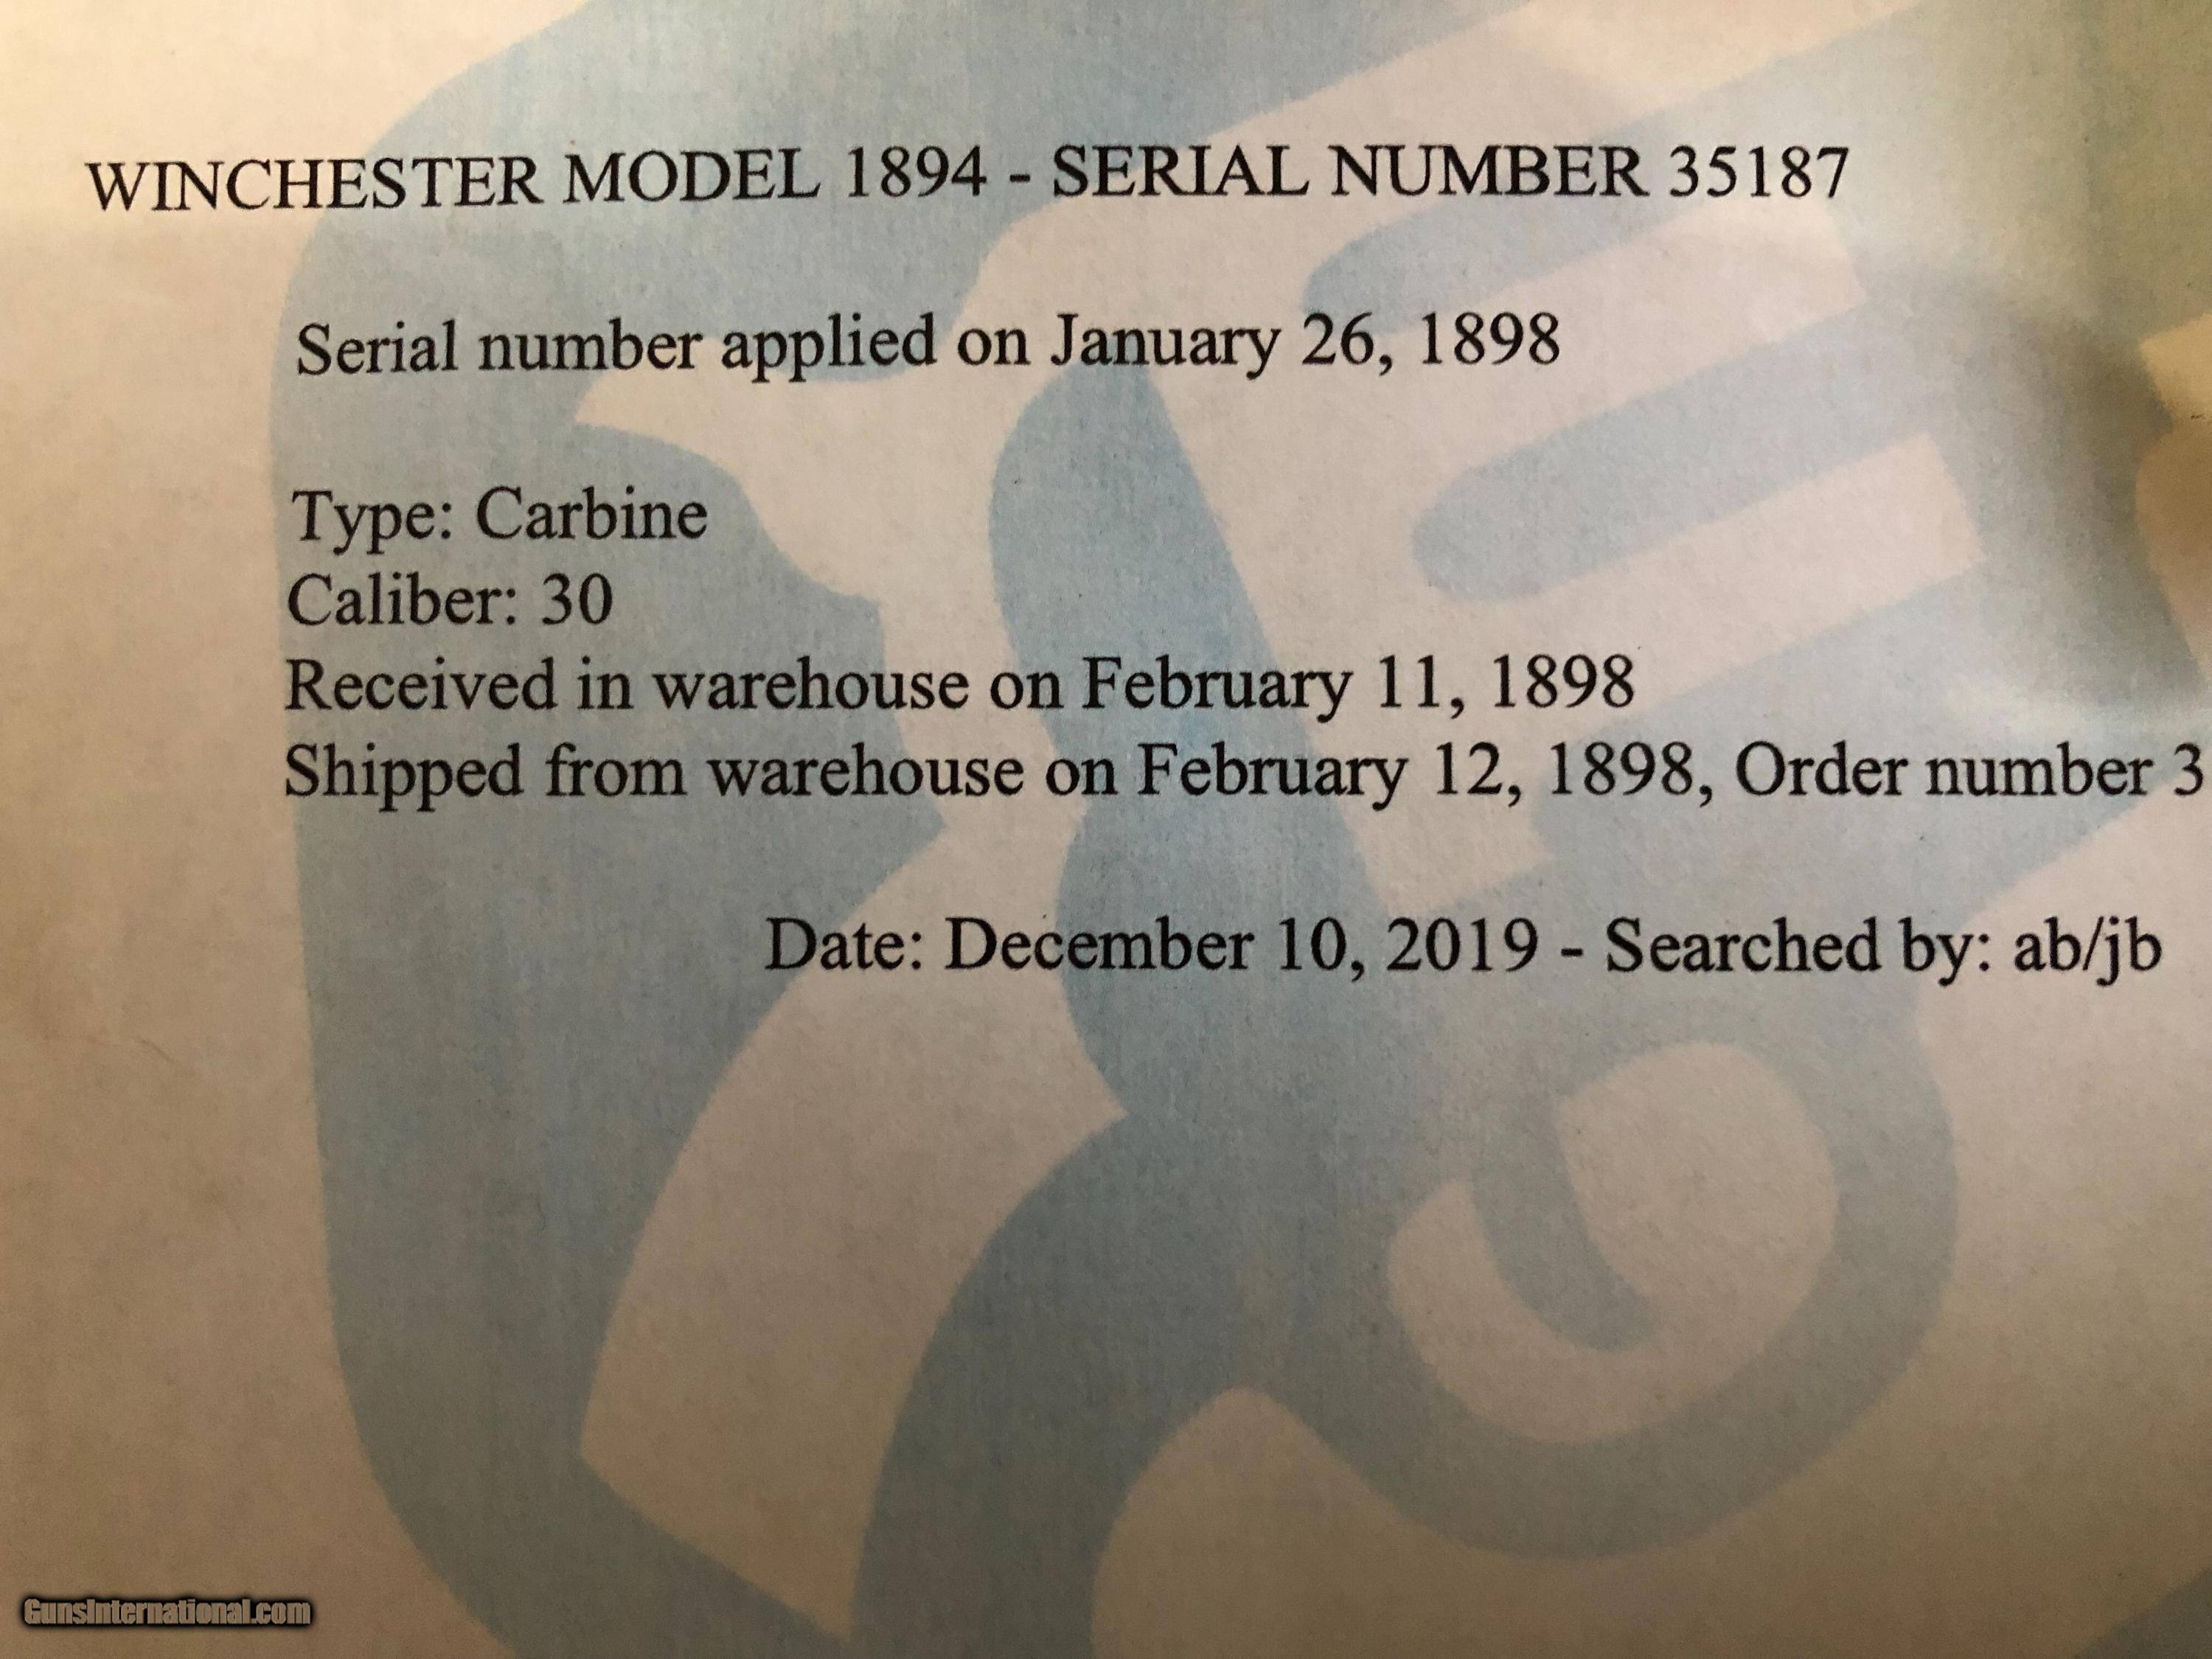 WINCHESTER MODEL 1894 - SERIAL NUMBER 35187
Serial number applied on January 26, 1898
Type: Carbine
Caliber: 30
Received in warehouse on February 11, 1898
Shipped from warehouse on February 12, 1898, Order number 3
Date: December 10, 2019 - Searched by: ab/jb
GunsInternational.com